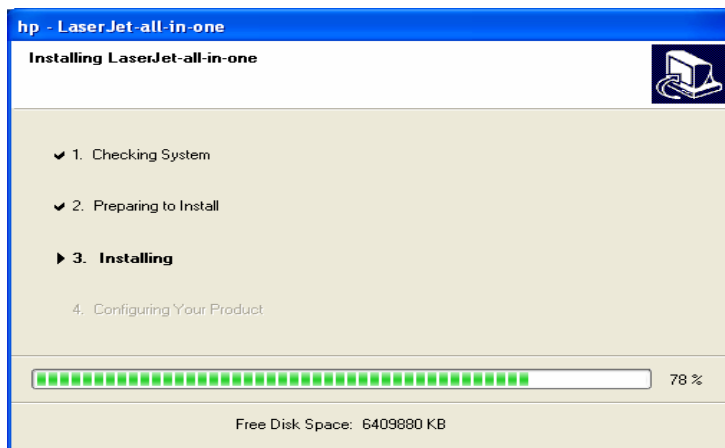 hp - LaserJet-all-in-one
Installing LaserJet-all-in-one
1. Checking System
2. Preparing to Install
3. Installing
4. Configuring Your Product
78 %
Free Disk Space: 6409880 KB